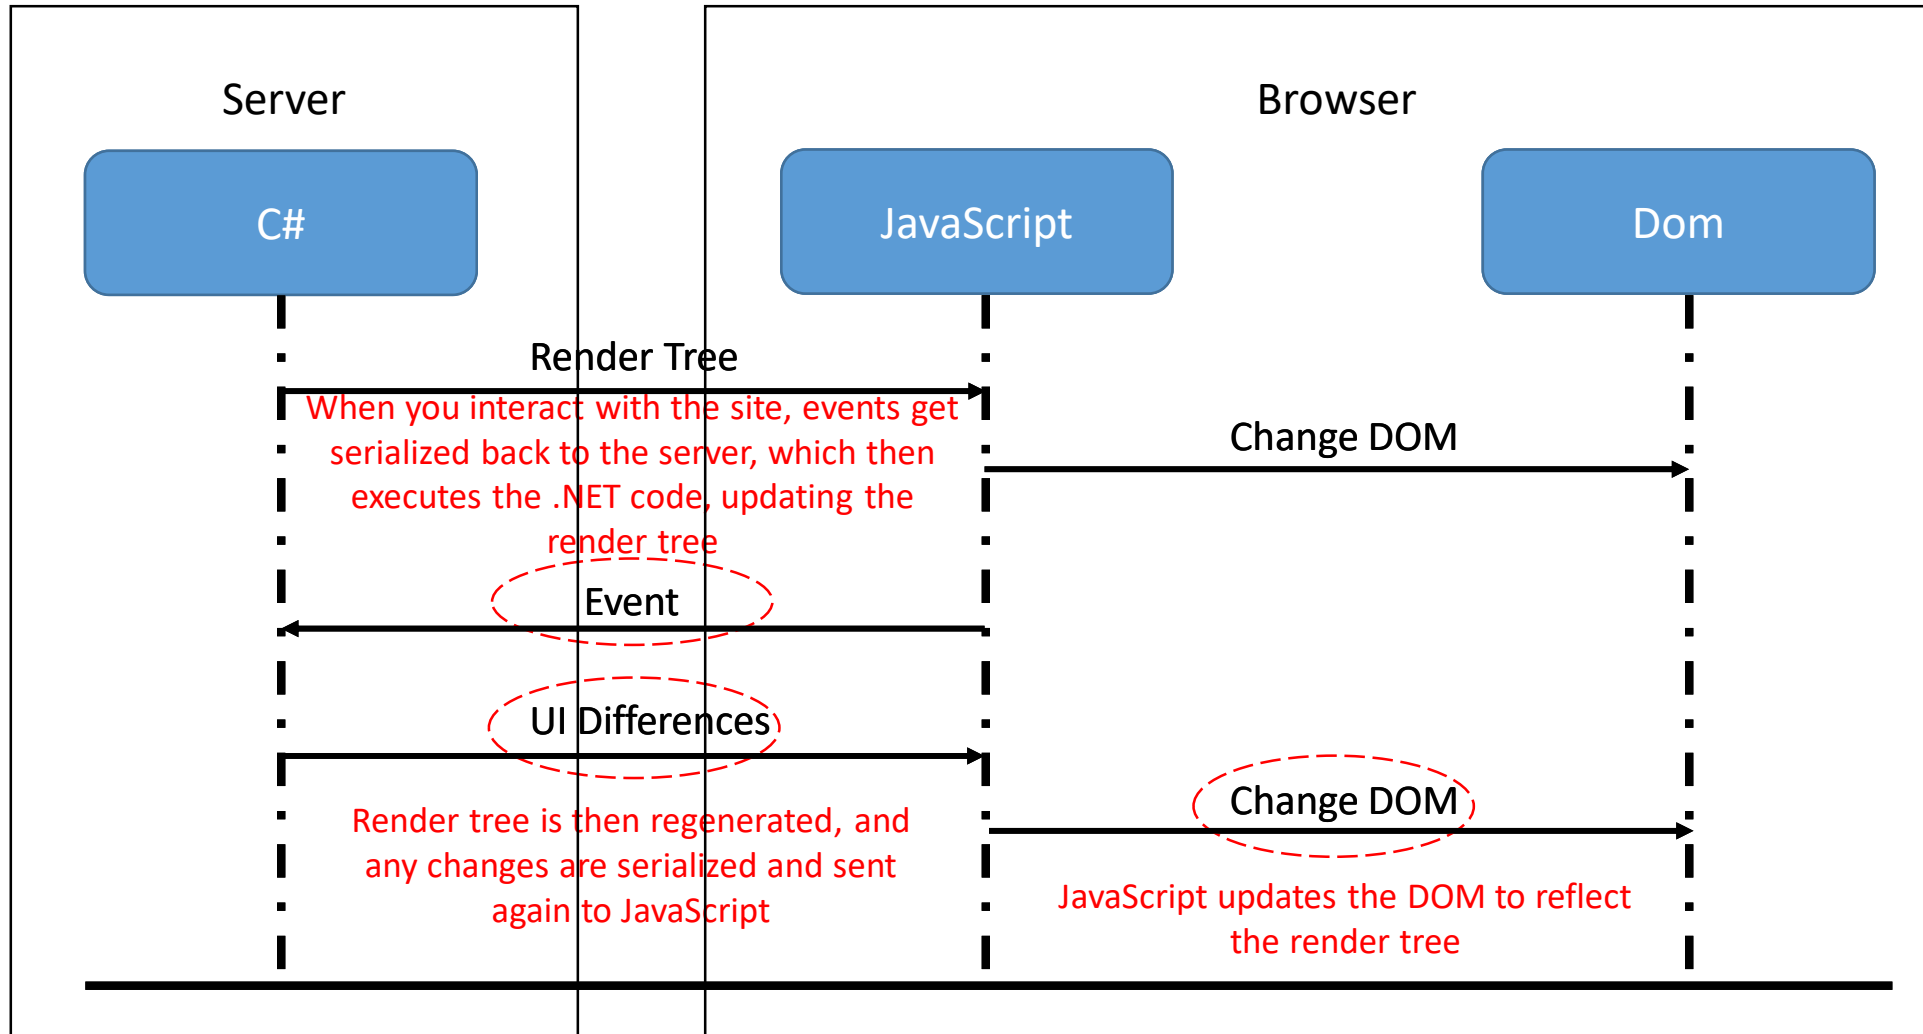 Server
Browser
C#
JavaScript
Dom
Render Tree
When you interact with the site, events get
serialized back to the server, which then
executes the .NET code, updating the
render tree
Change DOM
Event
UI Differences
Render tree is then regenerated, and
any changes are serialized and sent
again to JavaScript
Change DOM
JavaScript updates the DOM to reflect
the render tree